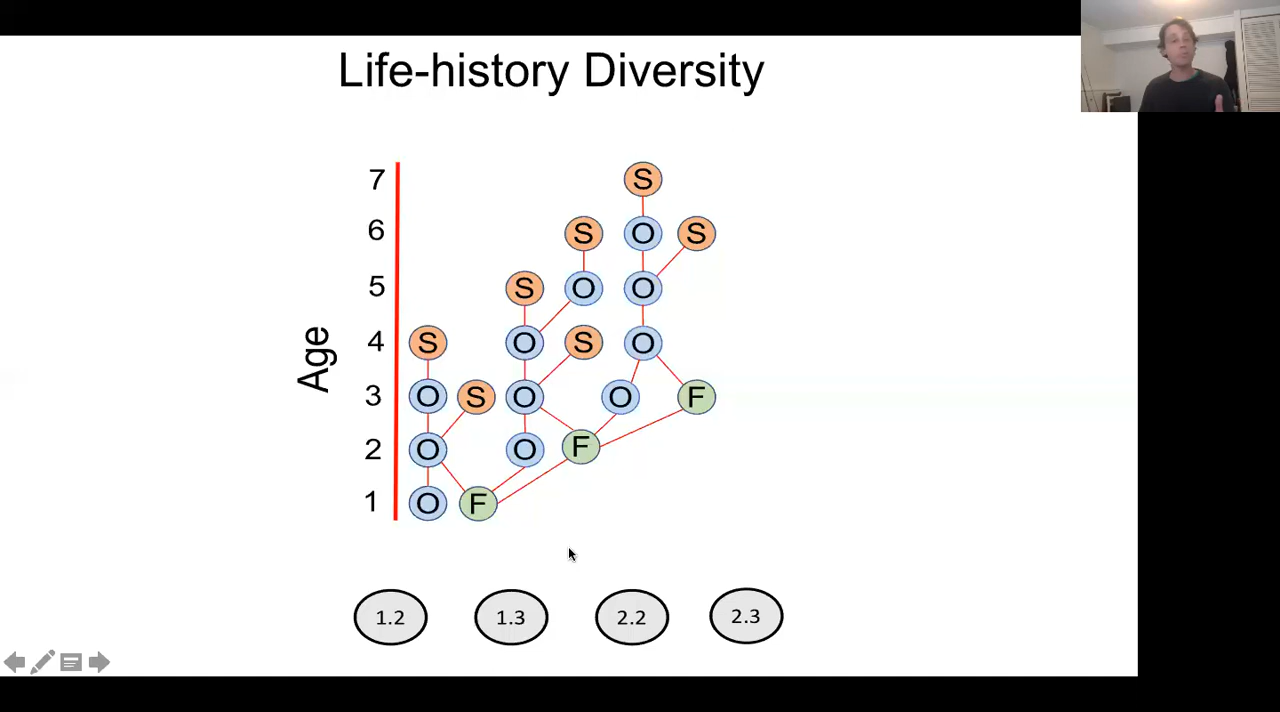 Life-history Diversity
7 S
6 S O S
5 S O O
4 S O S O
3 O S O O F
2 O O F
1 O F
Age
1.2 1.3 2.2 2.3